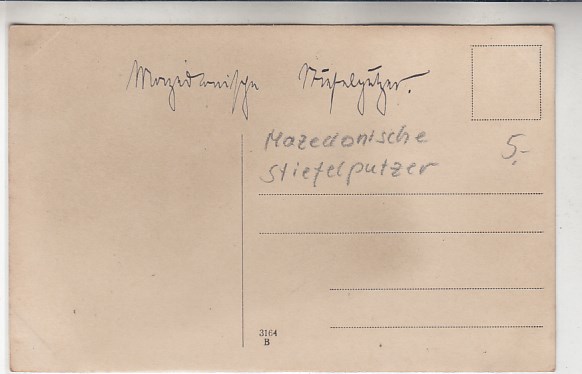 Mazedonische Stiefelputzer.
Mazedonische
Stiefelputzer
5,-
3164
B